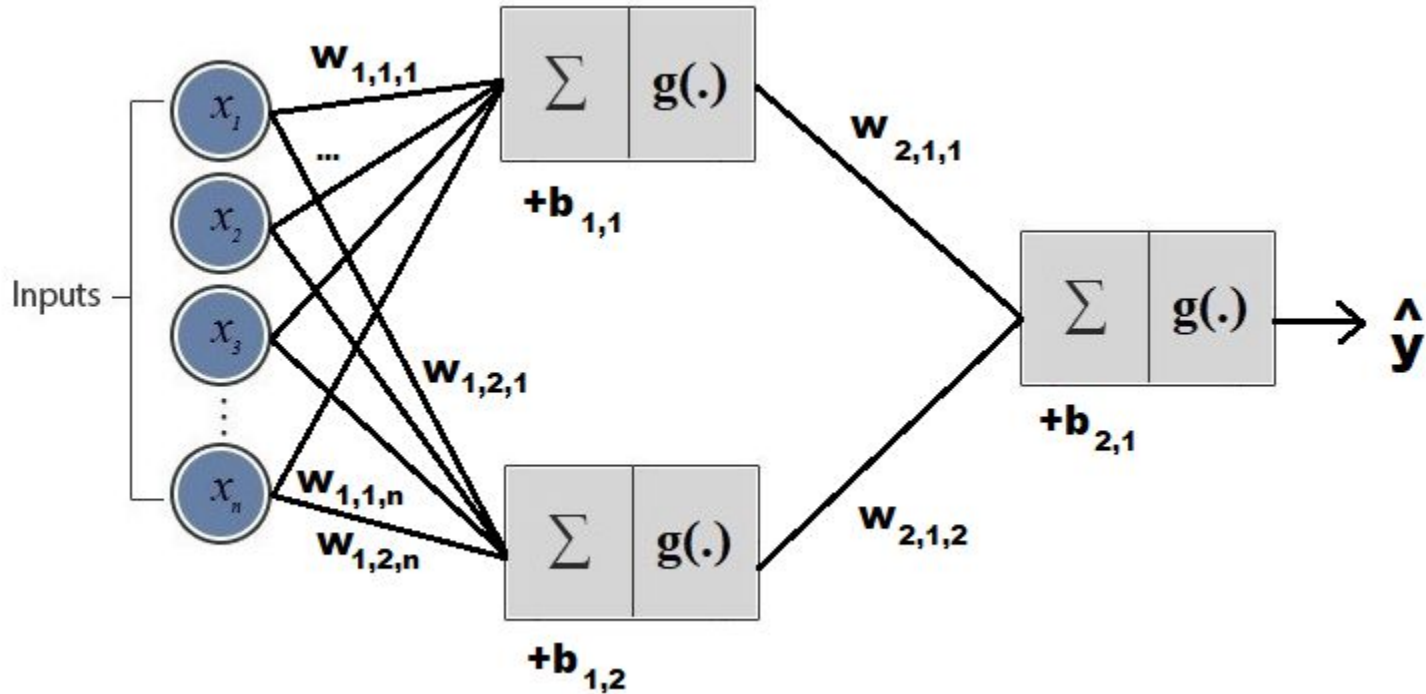 Inputs
x₁
x₂
x₃
⋮
xₙ
w₁,₁,₁
...
w₁,₂,₁
w₁,₁,ₙ
w₁,₂,ₙ
∑ g(.)
+b₁,₁
∑ g(.)
+b₁,₂
w₂,₁,₁
w₂,₁,₂
∑ g(.)
+b₂,₁
ŷ